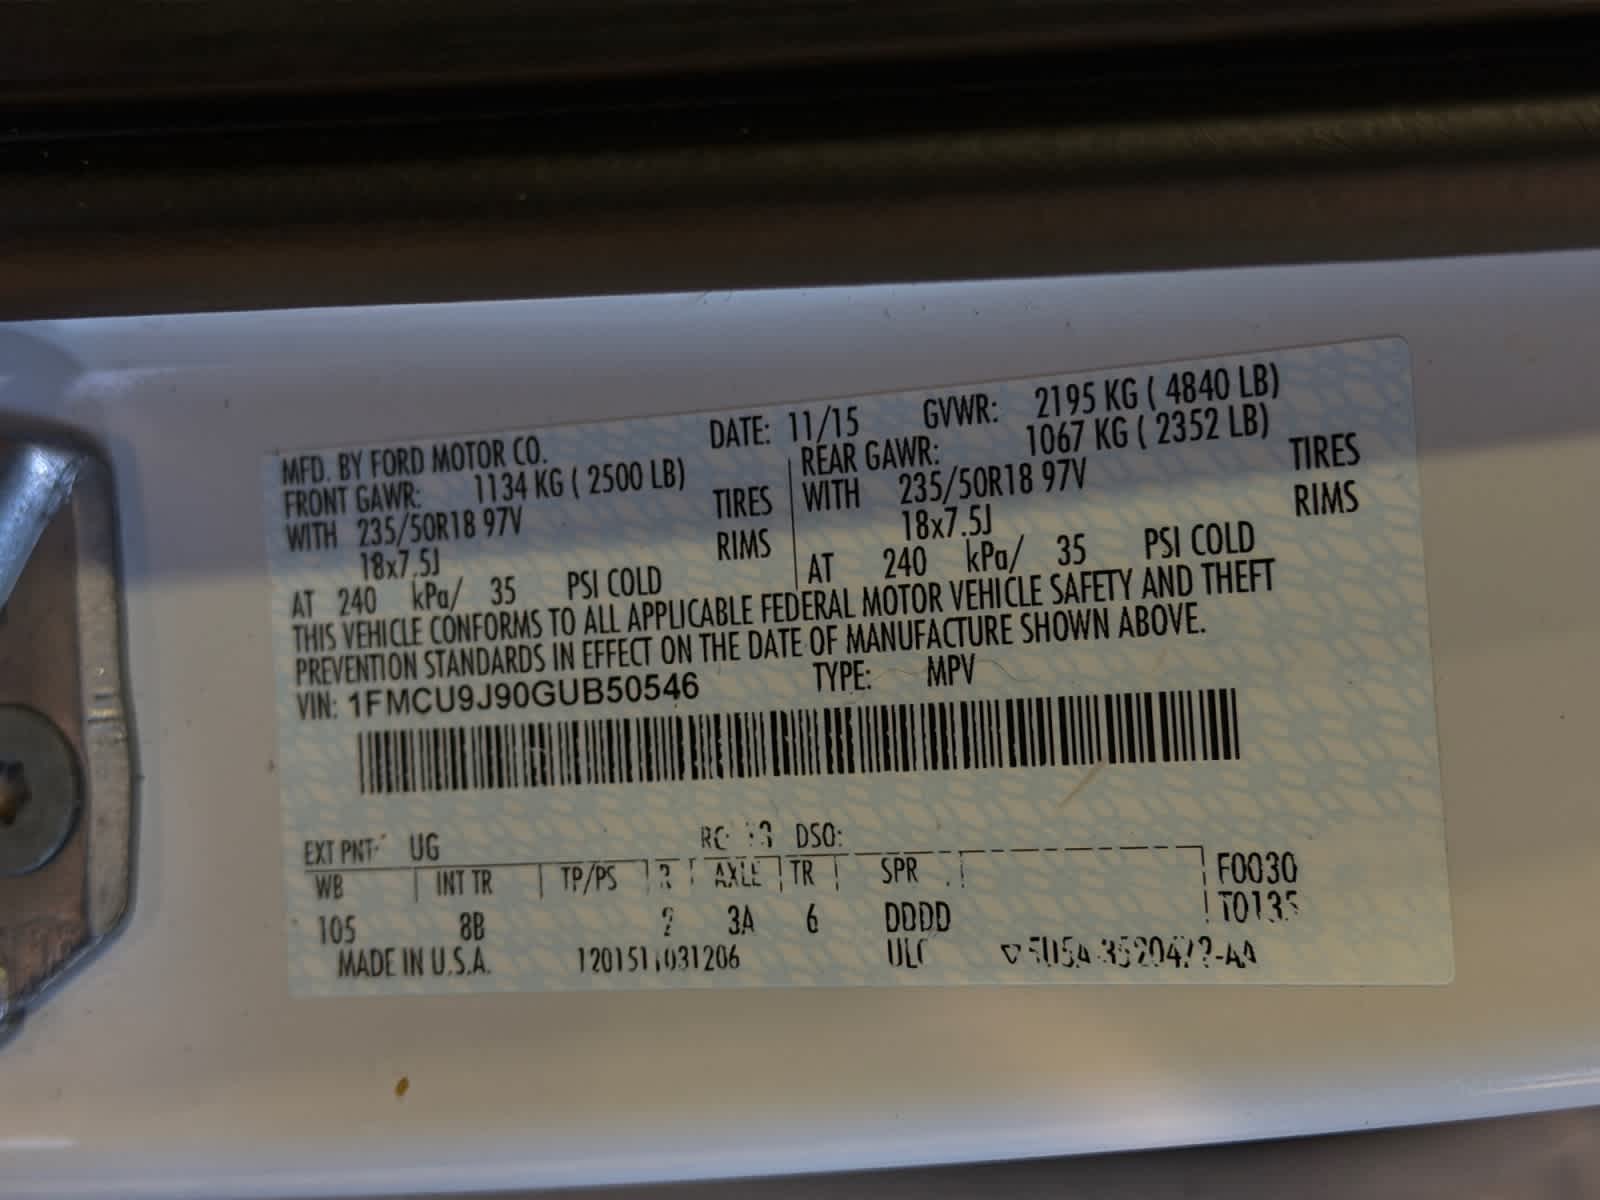 MFD. BY FORD MOTOR CO. DATE: 11/15 GVWR: 2195 KG ( 4840 LB)
FRONT GAWR: 1134 KG ( 2500 LB) REAR GAWR: 1067 KG ( 2352 LB)
WITH 235/50R18 97V TIRES WITH 235/50R18 97V TIRES
18x7.5J RIMS 18x7.5J RIMS
AT 240 kPa/ 35 PSI COLD AT 240 kPa/ 35 PSI COLD
THIS VEHICLE CONFORMS TO ALL APPLICABLE FEDERAL MOTOR VEHICLE SAFETY AND THEFT
PREVENTION STANDARDS IN EFFECT ON THE DATE OF MANUFACTURE SHOWN ABOVE.
VIN: 1FMCU9J90GUB50546 TYPE: MPV
EXT PNT: UG DSO:
WB INT TR TP/PS R AXLE TR SPR F0030
105 8B 2 3A 6 DDDD T0135
MADE IN U.S.A.